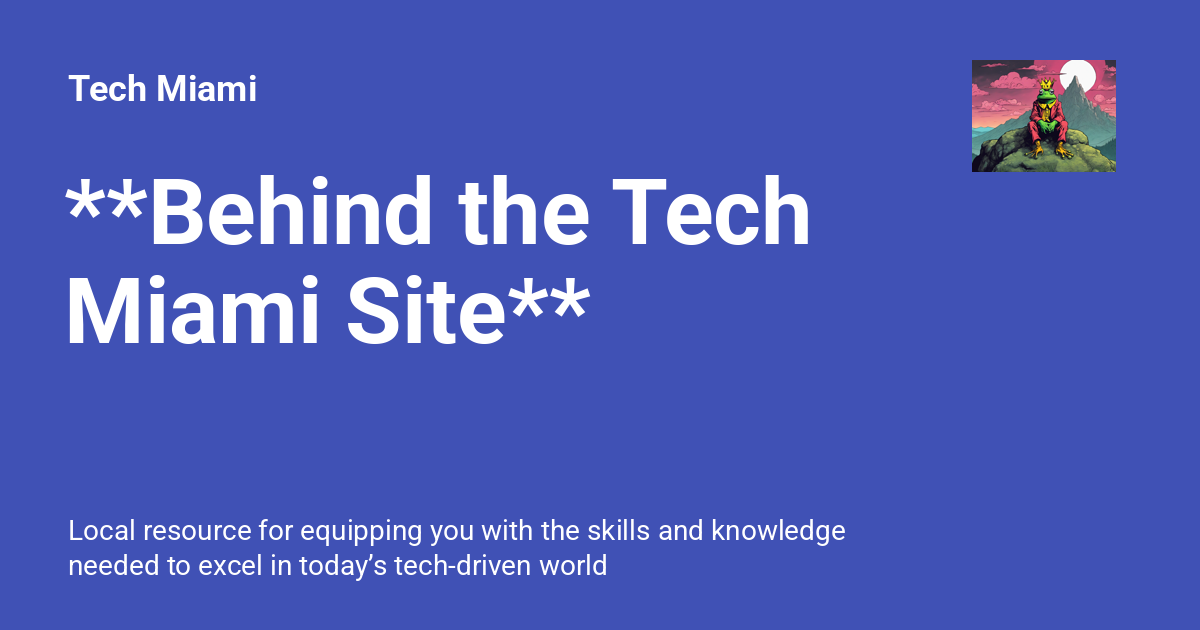 Tech Miami
**Behind the Tech
Miami Site**
Local resource for equipping you with the skills and knowledge
needed to excel in today’s tech-driven world